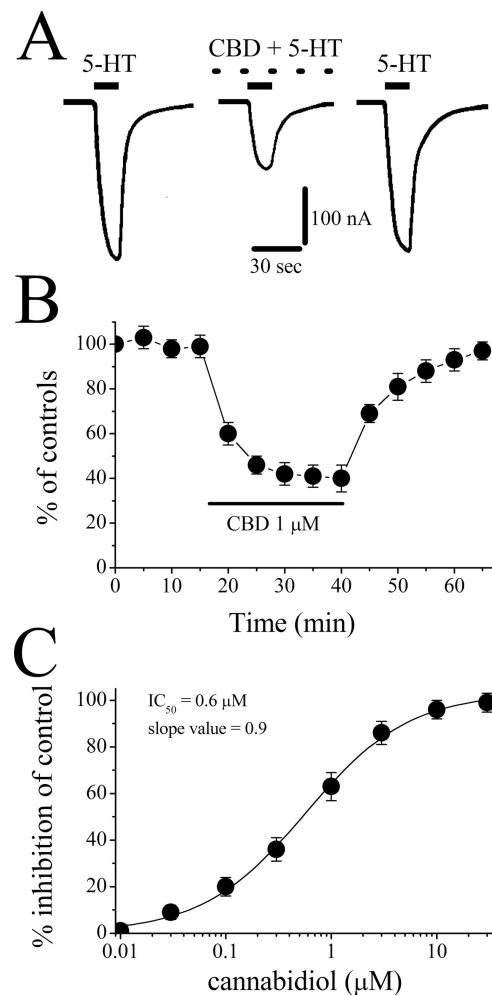 A
5-HT
CBD + 5-HT
5-HT
100 nA
30 sec
B
% of controls
100
80
60
40
20
0
CBD 1 μM
0 10 20 30 40 50 60
Time (min)
C
% inhibition of control
100
80
60
40
20
0
IC50 = 0.6 μM
slope value = 0.9
0.01 0.1 1 10
cannabidiol (μM)